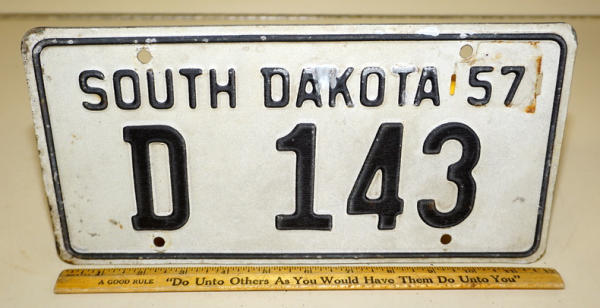 SOUTH DAKOTA 57
D 143
A GOOD RULE "Do Unto Others As You Would Have Them Do Unto You"